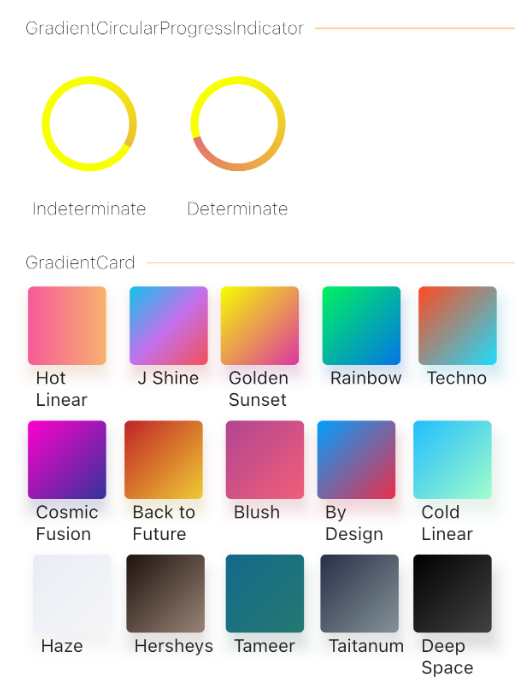 GradientCircularProgressIndicator
Indeterminate Determinate
GradientCard
Hot Linear J Shine Golden Sunset Rainbow Techno
Cosmic Fusion Back to Future Blush By Design Cold Linear
Haze Hersheys Tameer Taitanum Deep Space